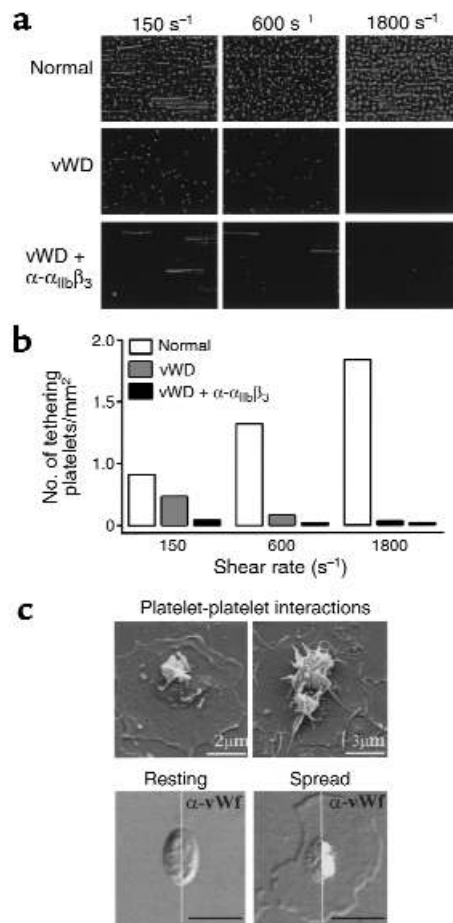 a
150 s⁻¹ 600 s ¹ 1800 s⁻¹
Normal
vWD
vWD +
α-αIIbβ3
b
No. of tethering
platelets/mm²
2.0
1.5
1.0
0
Normal
vWD
vWD + α-αIIbβ3
150 600 1800
Shear rate (s⁻¹)
c
Platelet-platelet interactions
2μm 3μm
Resting Spread
α-vWf α-vWf